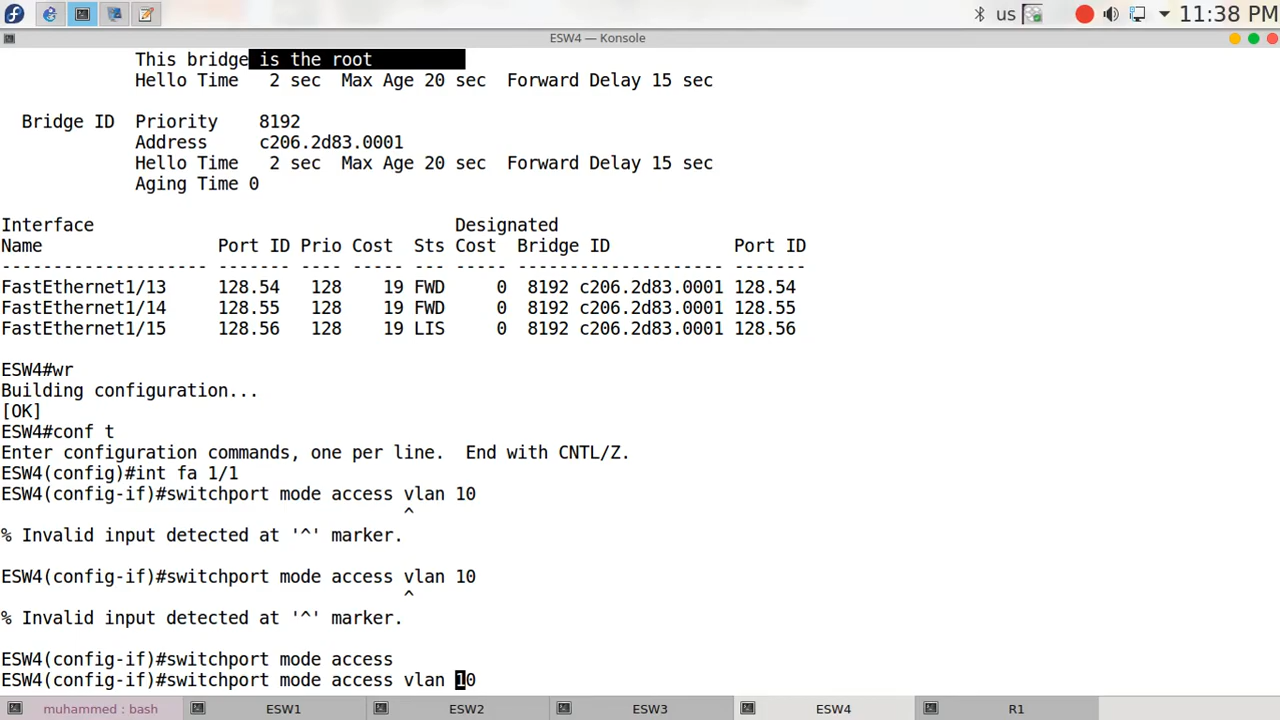 us
11:38 PM
ESW4 — Konsole
This bridge is the root
Hello Time   2 sec  Max Age 20 sec  Forward Delay 15 sec
Bridge ID  Priority    8192
Address     c206.2d83.0001
Hello Time   2 sec  Max Age 20 sec  Forward Delay 15 sec
Aging Time 0
Interface                                   Designated
Name                 Port ID Prio Cost  Sts Cost  Bridge ID            Port ID
-------------------- ------- ---- ----- --- ----- -------------------- -------
FastEthernet1/13     128.54   128    19 FWD     0  8192 c206.2d83.0001 128.54
FastEthernet1/14     128.55   128    19 FWD     0  8192 c206.2d83.0001 128.55
FastEthernet1/15     128.56   128    19 LIS     0  8192 c206.2d83.0001 128.56
ESW4#wr
Building configuration...
[OK]
ESW4#conf t
Enter configuration commands, one per line.  End with CNTL/Z.
ESW4(config)#int fa 1/1
ESW4(config-if)#switchport mode access vlan 10
^
% Invalid input detected at '^' marker.
ESW4(config-if)#switchport mode access vlan 10
^
% Invalid input detected at '^' marker.
ESW4(config-if)#switchport mode access
ESW4(config-if)#switchport mode access vlan 10
muhammed : bash
ESW1
ESW2
ESW3
ESW4
R1